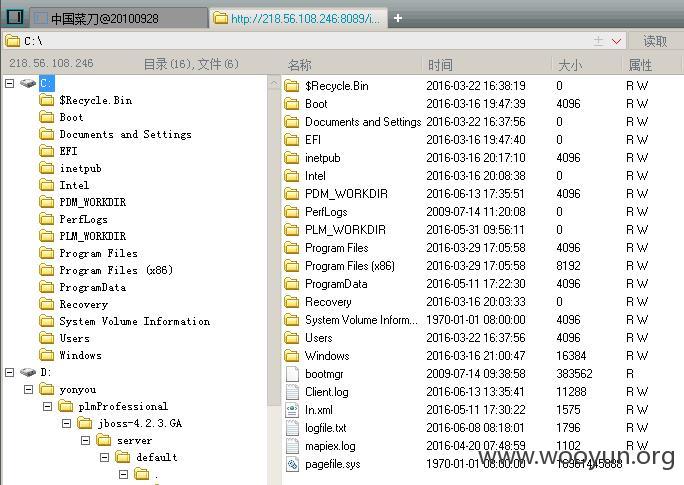 中国菜刀@20100928
http://218.56.108.246:8089/i...
C:\
读取
218.56.108.246 目录(16),文件(6)
名称 时间 大小 属性
C:
$Recycle.Bin
Boot
Documents and Settings
EFI
inetpub
Intel
PDM_WORKDIR
PerfLogs
PLM_WORKDIR
Program Files
Program Files (x86)
ProgramData
Recovery
System Volume Information
Users
Windows
D:
yonyou
plmProfessional
jboss-4.2.3.GA
server
default
.
$Recycle.Bin 2016-03-22 16:38:19 0 R W
Boot 2016-03-16 19:47:39 4096 R W
Documents and Settings 2016-03-22 16:37:56 0 R W
EFI 2016-03-16 19:47:40 0 R W
inetpub 2016-03-16 20:17:10 4096 R W
Intel 2016-03-16 20:08:38 0 R W
PDM_WORKDIR 2016-06-13 17:35:51 4096 R W
PerfLogs 2009-07-14 11:20:08 0 R W
PLM_WORKDIR 2016-05-31 09:56:11 0 R W
Program Files 2016-03-29 17:05:58 4096 R W
Program Files (x86) 2016-03-29 17:05:58 8192 R W
ProgramData 2016-05-11 17:22:30 4096 R W
Recovery 2016-03-16 20:03:33 0 R W
System Volume Inform... 1970-01-01 08:00:00 4096 R W
Users 2016-03-22 16:37:56 4096 R W
Windows 2016-03-16 21:00:47 16384 R W
bootmgr 2009-07-14 09:38:58 383562 R
Client.log 2016-06-13 13:35:41 11288 R W
ln.xml 2016-05-11 17:30:22 1575 R W
logfile.txt 2016-06-08 08:18:01 1796 R W
mapiex.log 2016-04-20 07:48:59 1102 R W
pagefile.sys 1970-01-01 08:00:00 R W
www.wooyun.org